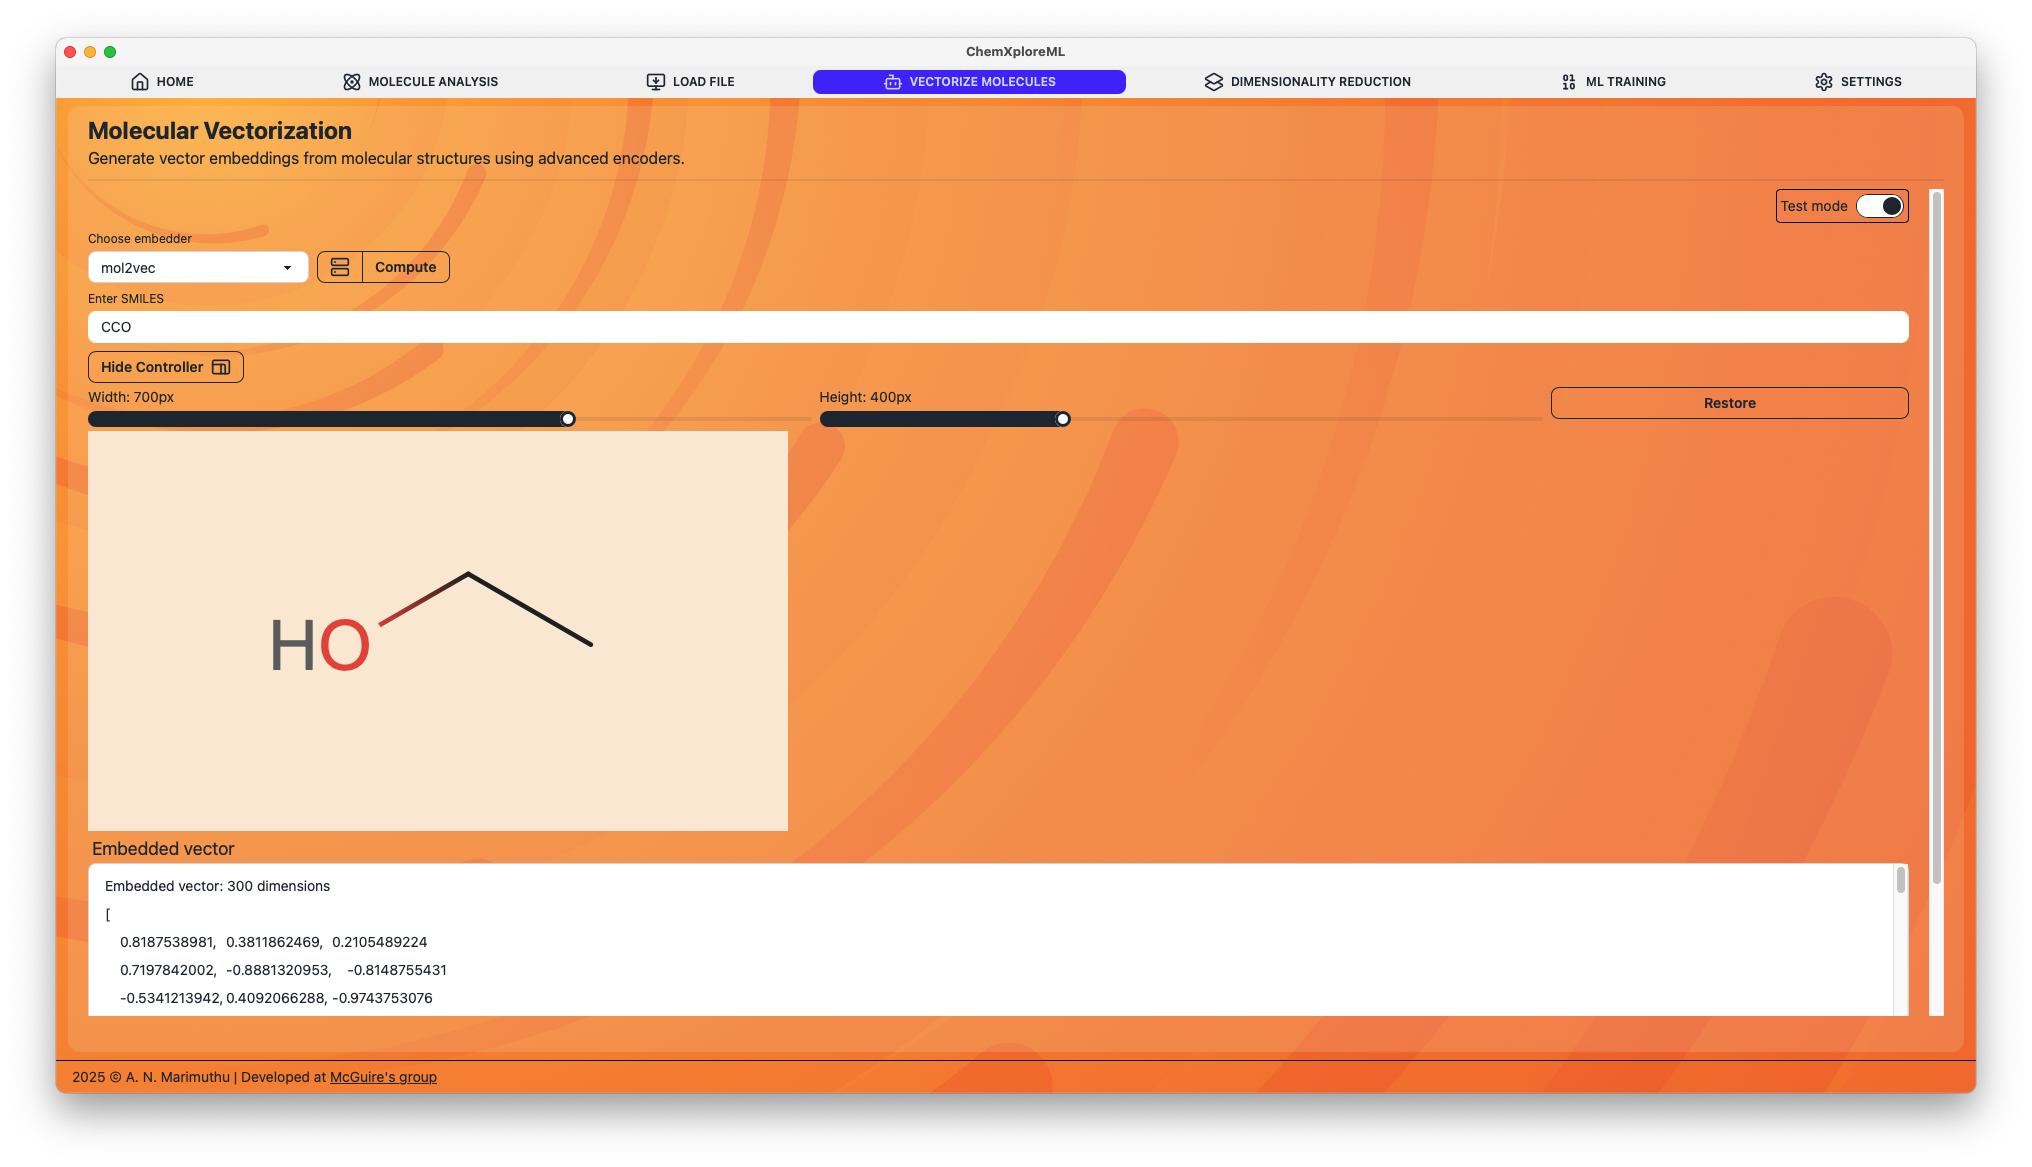 ChemXploreML
HOME MOLECULE ANALYSIS LOAD FILE VECTORIZE MOLECULES DIMENSIONALITY REDUCTION ML TRAINING SETTINGS
Molecular Vectorization
Generate vector embeddings from molecular structures using advanced encoders.
Test mode
Choose embedder
mol2vec Compute
Enter SMILES
CCO
Hide Controller
Width: 700px Height: 400px Restore
HO
Embedded vector
Embedded vector: 300 dimensions
[
0.8187538981, 0.3811862469, 0.2105489224
0.7197842002, -0.8881320953, -0.8148755431
-0.5341213942, 0.4092066288, -0.9743753076
2025 © A. N. Marimuthu | Developed at McGuire's group